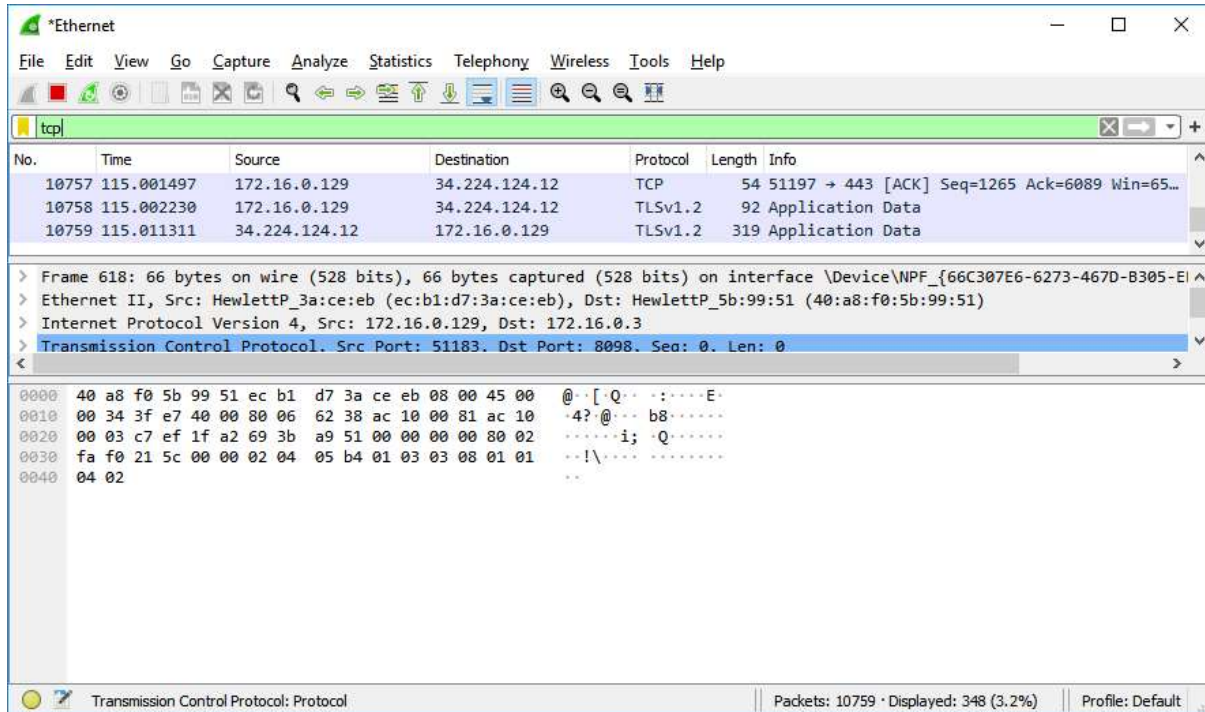 *Ethernet
File Edit View Go Capture Analyze Statistics Telephony Wireless Tools Help
tcp
No. Time Source Destination Protocol Length Info
10757 115.001497 172.16.0.129 34.224.124.12 TCP 54 51197 → 443 [ACK] Seq=1265 Ack=6089 Win=65…
10758 115.002230 172.16.0.129 34.224.124.12 TLSv1.2 92 Application Data
10759 115.011311 34.224.124.12 172.16.0.129 TLSv1.2 319 Application Data
> Frame 618: 66 bytes on wire (528 bits), 66 bytes captured (528 bits) on interface \Device\NPF_{66C307E6-6273-467D-B305-E
> Ethernet II, Src: HewlettP_3a:ce:eb (ec:b1:d7:3a:ce:eb), Dst: HewlettP_5b:99:51 (40:a8:f0:5b:99:51)
> Internet Protocol Version 4, Src: 172.16.0.129, Dst: 172.16.0.3
> Transmission Control Protocol, Src Port: 51183, Dst Port: 8098, Seq: 0, Len: 0
0000 40 a8 f0 5b 99 51 ec b1 d7 3a ce eb 08 00 45 00 @··[·Q·· ·:····E·
0010 00 34 3f e7 40 00 80 06 62 38 ac 10 00 81 ac 10 ·4?·@··· b8······
0020 00 03 c7 ef 1f a2 69 3b a9 51 00 00 00 00 80 02 ······i; ·Q······
0030 fa f0 21 5c 00 00 02 04 05 b4 01 03 03 08 01 01 ··!\···· ········
0040 04 02 ··
Transmission Control Protocol: Protocol Packets: 10759 · Displayed: 348 (3.2%) Profile: Default